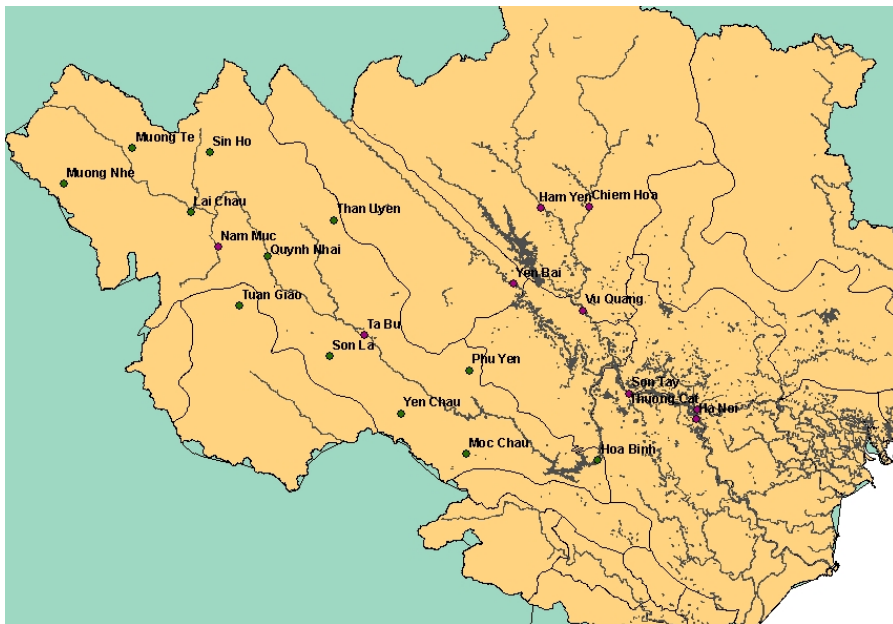 Muong Te
Sin Ho
Muong Nhe
Lai Chau
Than Uyen
Ham Yen
Chiem Hoa
Nam Muc
Quynh Nhai
Yen Bai
Tuan Giao
Vu Quang
Ta Bu
Son La
Phu Yen
Son Tay
Thuong Cat
Ha Noi
Yen Chau
Moc Chau
Hoa Binh